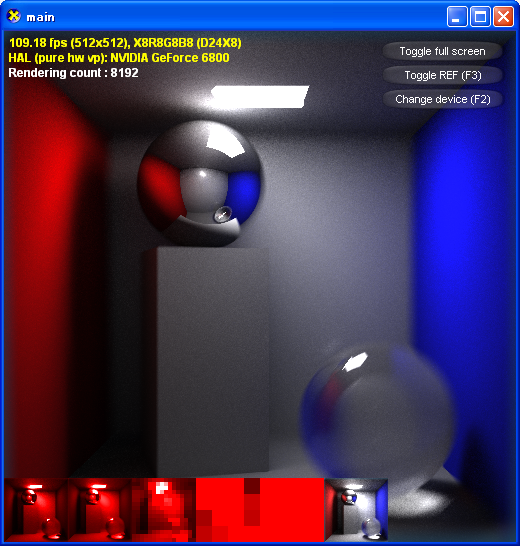 main
109.18 fps (512x512), X8R8G8B8 (D24X8)
HAL (pure hw vp): NVIDIA GeForce 6800
Rendering count : 8192
Toggle full screen
Toggle REF (F3)
Change device (F2)